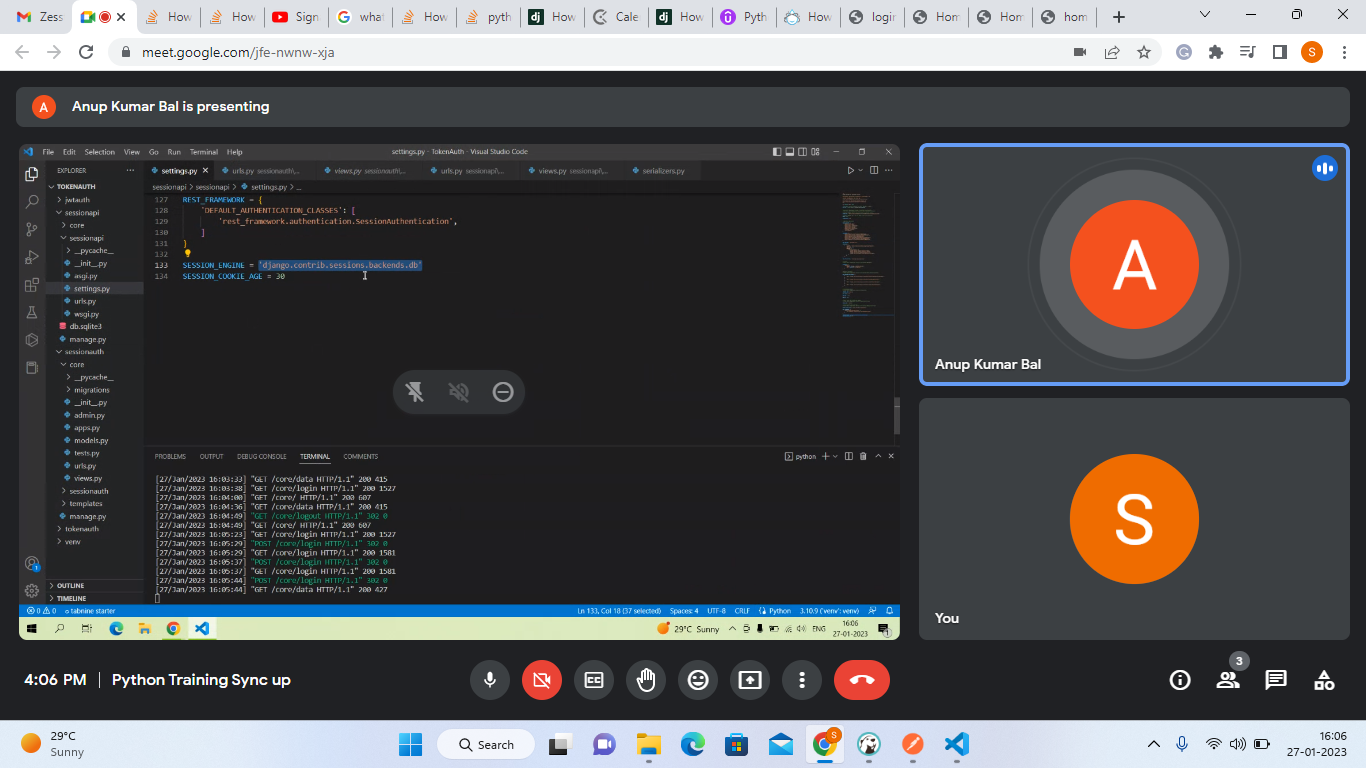 Zess
How
How
Sign
what
How
pyth
How
Cale
How
Pyth
How
login
Hom
Hom
hom
meet.google.com/jfe-nwnw-xja
S
A Anup Kumar Bal is presenting
File Edit Selection View Go Run Terminal Help
settings.py - TokenAuth - Visual Studio Code
EXPLORER
settings.py
urls.py sessionauth\...
views.py sessionauth\...
urls.py sessionapi\...
views.py sessionapi\...
serializers.py
TOKENAUTH
jwtauth
sessionapi
core
sessionapi
__pycache__
__init__.py
asgi.py
settings.py
urls.py
wsgi.py
db.sqlite3
manage.py
sessionauth
core
__pycache__
migrations
__init__.py
admin.py
apps.py
models.py
tests.py
urls.py
views.py
sessionauth
templates
manage.py
tokenauth
venv
OUTLINE
TIMELINE
sessionapi > sessionapi > settings.py > ...
127 REST_FRAMEWORK = {
128 'DEFAULT_AUTHENTICATION_CLASSES': [
129 'rest_framework.authentication.SessionAuthentication',
130 ]
131 }
132
133 SESSION_ENGINE = 'django.contrib.sessions.backends.db'
134 SESSION_COOKIE_AGE = 30
PROBLEMS OUTPUT DEBUG CONSOLE TERMINAL COMMENTS
python
[27/Jan/2023 16:03:33] "GET /core/data HTTP/1.1" 200 415
[27/Jan/2023 16:03:38] "GET /core/login HTTP/1.1" 200 1527
[27/Jan/2023 16:04:00] "GET /core/ HTTP/1.1" 200 607
[27/Jan/2023 16:04:36] "GET /core/data HTTP/1.1" 200 415
[27/Jan/2023 16:04:49] "GET /core/logout HTTP/1.1" 302 0
[27/Jan/2023 16:04:49] "GET /core/ HTTP/1.1" 200 607
[27/Jan/2023 16:05:23] "GET /core/login HTTP/1.1" 200 1527
[27/Jan/2023 16:05:29] "POST /core/login HTTP/1.1" 302 0
[27/Jan/2023 16:05:29] "GET /core/login HTTP/1.1" 200 1581
[27/Jan/2023 16:05:37] "POST /core/login HTTP/1.1" 302 0
[27/Jan/2023 16:05:37] "GET /core/login HTTP/1.1" 200 1581
[27/Jan/2023 16:05:44] "POST /core/login HTTP/1.1" 302 0
[27/Jan/2023 16:05:44] "GET /core/data HTTP/1.1" 200 427
0 0 tabnine starter
Ln 133, Col 18 (37 selected) Spaces: 4 UTF-8 CRLF Python 3.10.9 ('venv': venv)
29°C Sunny
ENG
16:06
27-01-2023
1
A
Anup Kumar Bal
S
You
4:06 PM | Python Training Sync up
3
29°C
Sunny
Search
S
16:06
27-01-2023